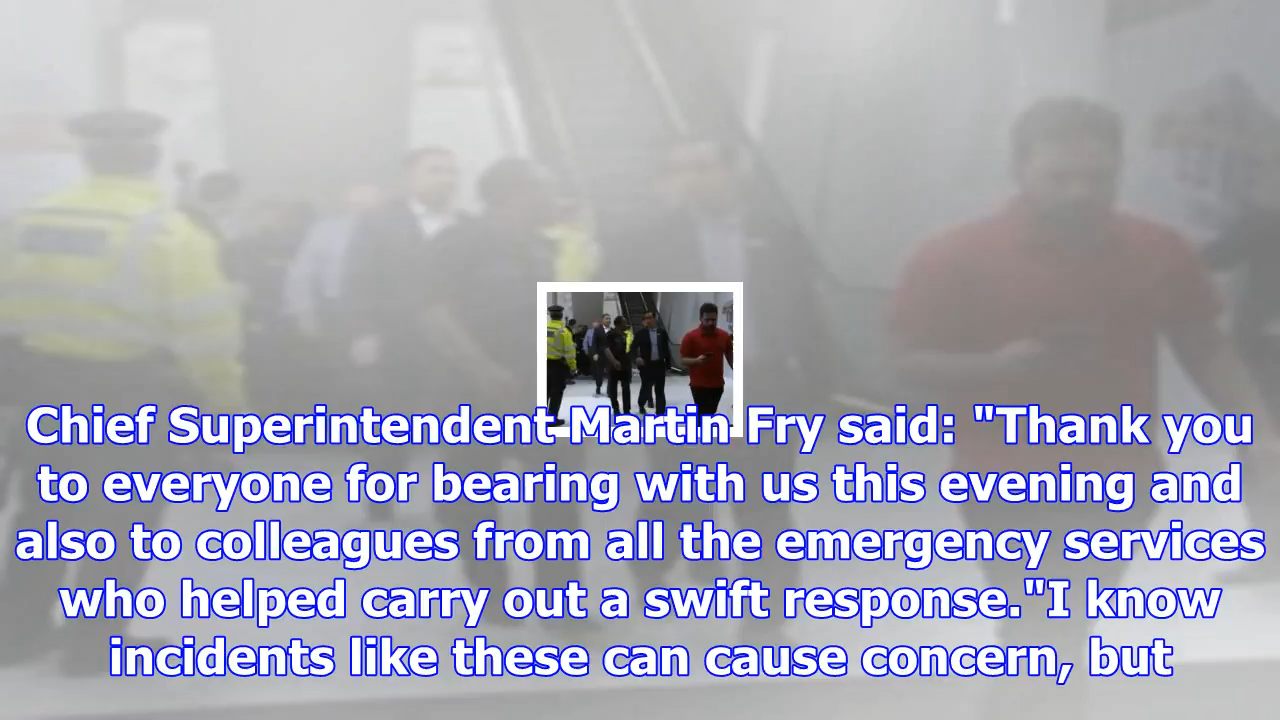 Chief Superintendent Martin Fry said: "Thank you
to everyone for bearing with us this evening and
also to colleagues from all the emergency services
who helped carry out a swift response."I know
incidents like these can cause concern, but